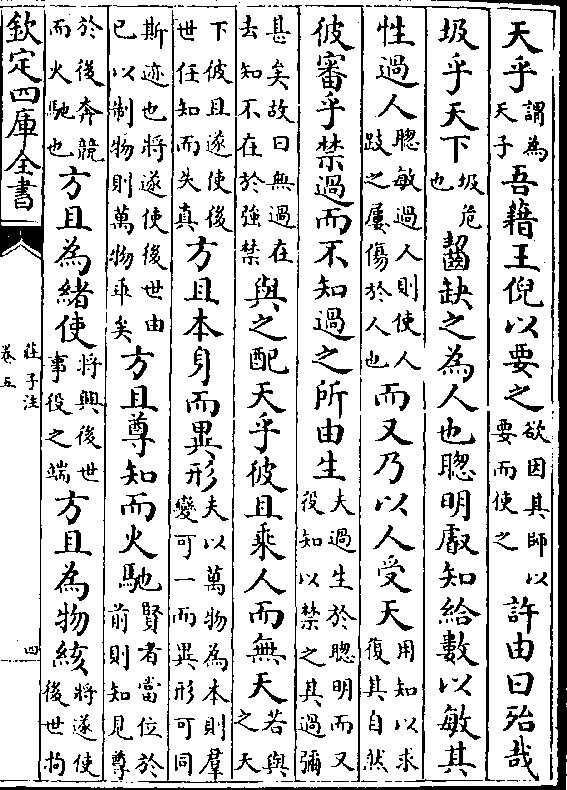 天乎謂為天子吾藉王倪以要之欲因其師以要而使之許由曰殆哉
圾乎天下圾危也齧缺之為人也聦明叡知給數以敏其
性過人聦敏過人則使人跂之屢傷於人也而又乃以人受天用知以求復其自然
彼審乎禁過而不知過之所由生夫過生於聦明而又役知以禁之其過彌
甚矣故曰無過在去知不在於強禁與之配天乎彼且乘人而無天若與之天
下彼且遂使後世任知而失真方且本身而異形夫以萬物為本則羣變可一而異形可同
斯迹也將遂使後世由已以制物則萬物乖矣方且尊知而火馳賢者當位於前則知見尊
於後奔競而火馳也方且為緒使將興後世事役之端方且為物絯將遂使後世拘
欽定四庫全書
莊子注
卷五
四